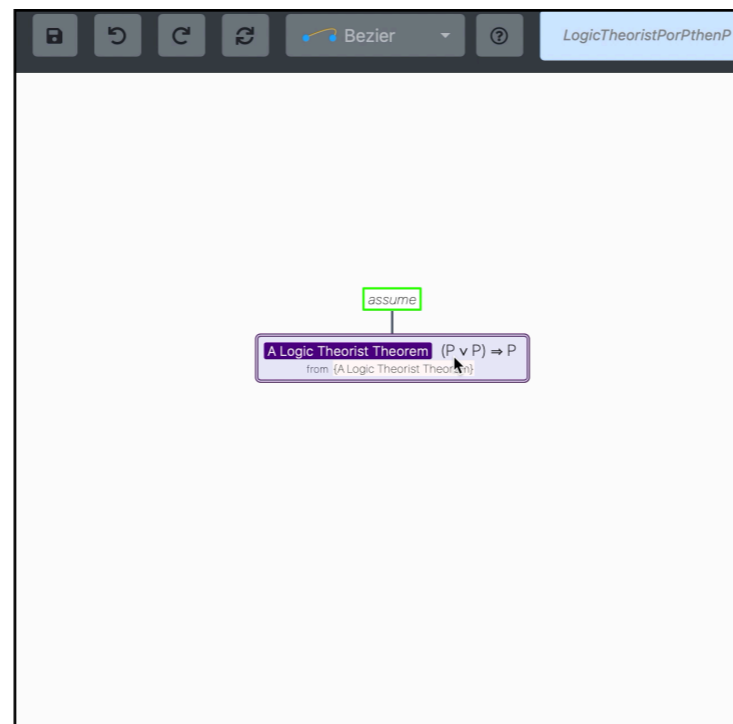 Bezier
LogicTheoristPorPthenP
assume
A Logic Theorist Theorem (P ∨ P) ⇒ P
from {A Logic Theorist Theorem}